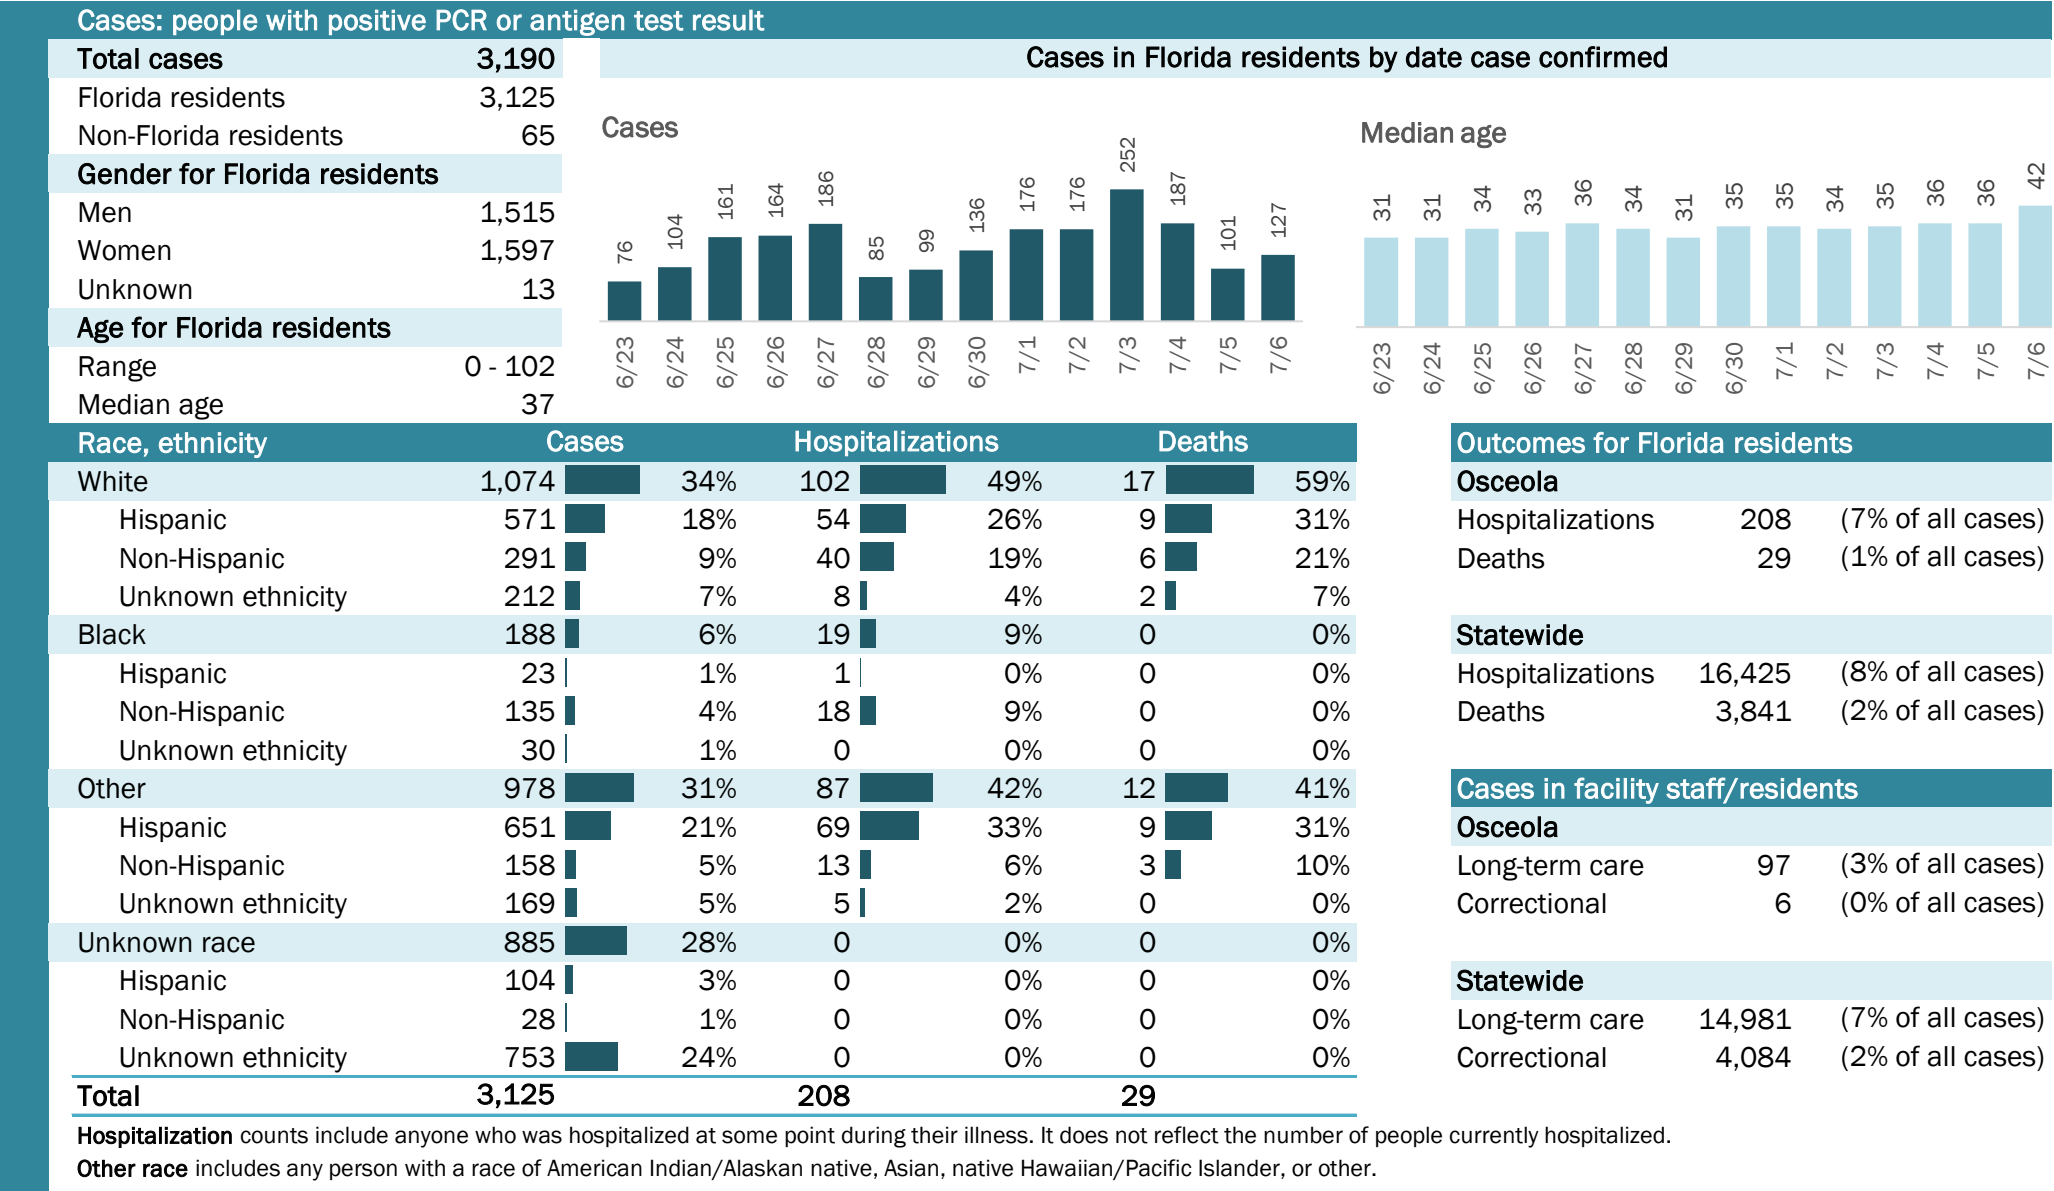 Cases: people with positive PCR or antigen test result
Total cases 3,190
Florida residents 3,125
Non-Florida residents 65
Gender for Florida residents
Men 1,515
Women 1,597
Unknown 13
Age for Florida residents
Range 0 - 102
Median age 37
Cases in Florida residents by date case confirmed
Cases
76 104 161 164 186 85 99 136 176 176 252 187 101 127
6/23 6/24 6/25 6/26 6/27 6/28 6/29 6/30 7/1 7/2 7/3 7/4 7/5 7/6
Median age
31 31 34 33 36 34 31 35 35 34 35 36 36 42
6/23 6/24 6/25 6/26 6/27 6/28 6/29 6/30 7/1 7/2 7/3 7/4 7/5 7/6
Race, ethnicity Cases Hospitalizations Deaths
White 1,074 34% 102 49% 17 59%
Hispanic 571 18% 54 26% 9 31%
Non-Hispanic 291 9% 40 19% 6 21%
Unknown ethnicity 212 7% 8 4% 2 7%
Black 188 6% 19 9% 0 0%
Hispanic 23 1% 1 0% 0 0%
Non-Hispanic 135 4% 18 9% 0 0%
Unknown ethnicity 30 1% 0 0% 0 0%
Other 978 31% 87 42% 12 41%
Hispanic 651 21% 69 33% 9 31%
Non-Hispanic 158 5% 13 6% 3 10%
Unknown ethnicity 169 5% 5 2% 0 0%
Unknown race 885 28% 0 0% 0 0%
Hispanic 104 3% 0 0% 0 0%
Non-Hispanic 28 1% 0 0% 0 0%
Unknown ethnicity 753 24% 0 0% 0 0%
Total 3,125 208 29
Outcomes for Florida residents
Osceola
Hospitalizations 208 (7% of all cases)
Deaths 29 (1% of all cases)
Statewide
Hospitalizations 16,425 (8% of all cases)
Deaths 3,841 (2% of all cases)
Cases in facility staff/residents
Osceola
Long-term care 97 (3% of all cases)
Correctional 6 (0% of all cases)
Statewide
Long-term care 14,981 (7% of all cases)
Correctional 4,084 (2% of all cases)
Hospitalization counts include anyone who was hospitalized at some point during their illness. It does not reflect the number of people currently hospitalized.
Other race includes any person with a race of American Indian/Alaskan native, Asian, native Hawaiian/Pacific Islander, or other.